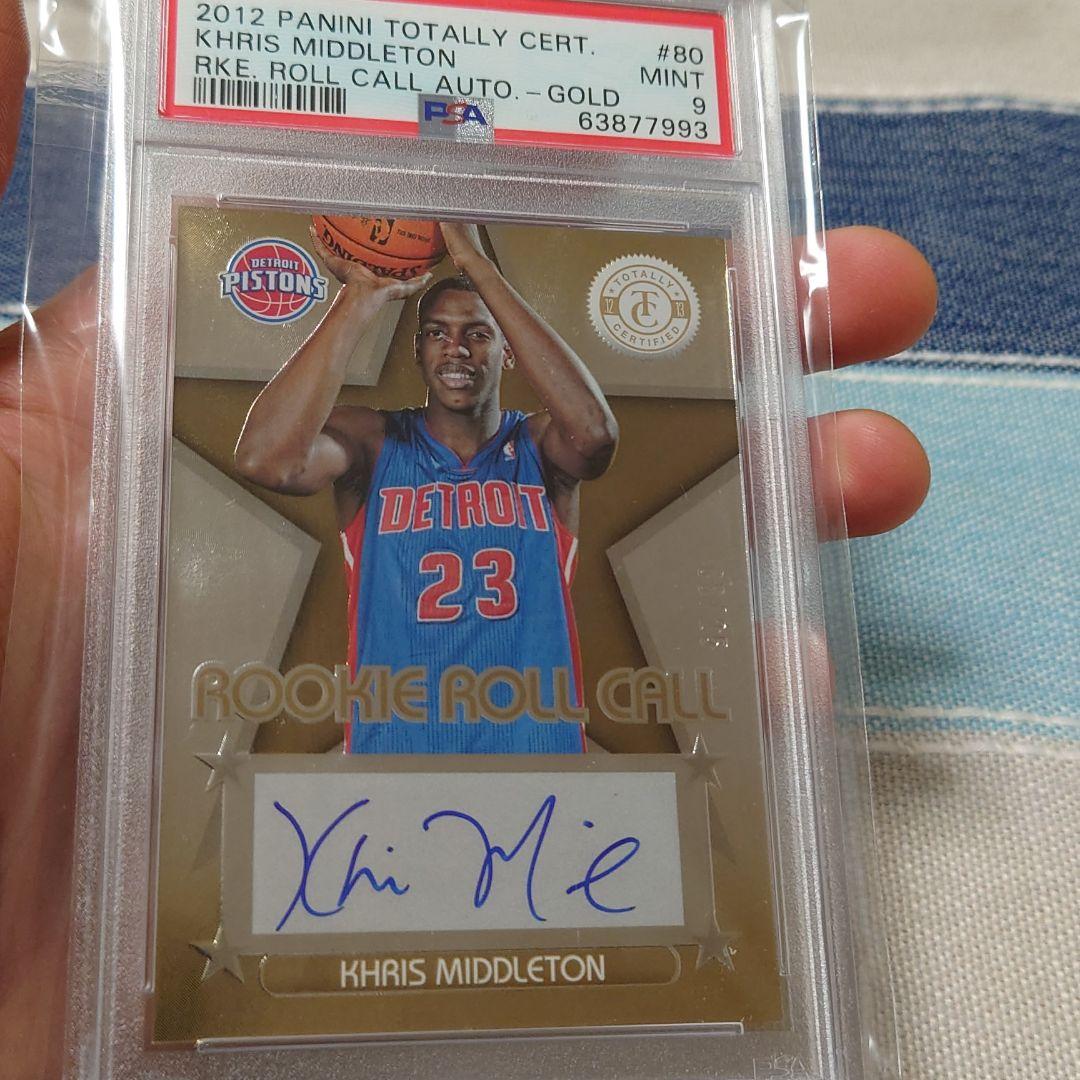 2012 PANINI TOTALLY CERT. #80
KHRIS MIDDLETON MINT
RKE. ROLL CALL AUTO.-GOLD 9
PSA 63877993
SPALDING
DETROIT
PISTONS
TOTALLY
12 TC 13
CERTIFIED
DETROIT
23
ROOKIE ROLL CALL
KHRIS MIDDLETON